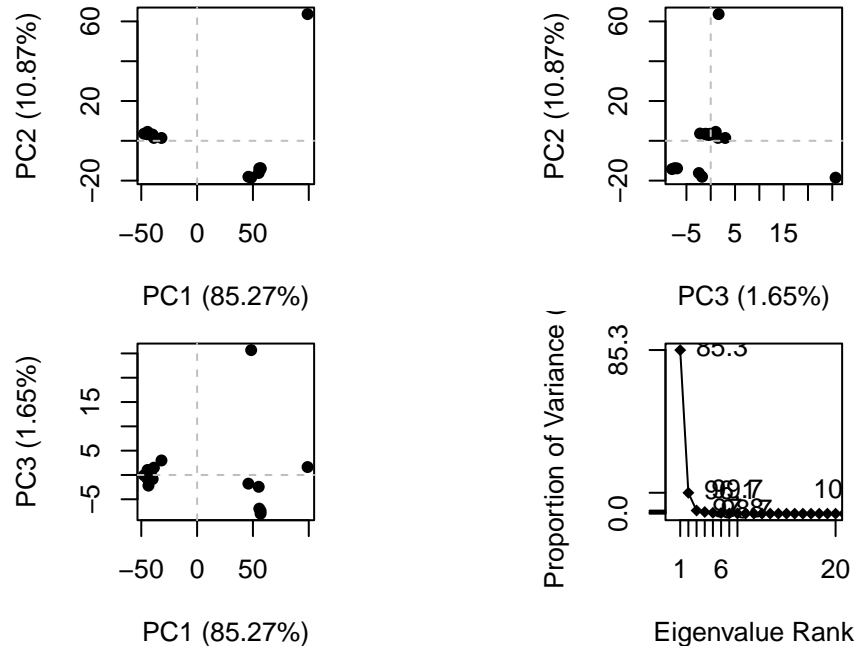 60
20
−20
PC2 (10.87%)
−50 0 50
PC1 (85.27%)
60
20
−20
PC2 (10.87%)
−5 5 15
PC3 (1.65%)
15
5
−5
PC3 (1.65%)
−50 0 50
PC1 (85.27%)
85.3
0.0
Proportion of Variance (
85.3
10
1 6 20
Eigenvalue Rank